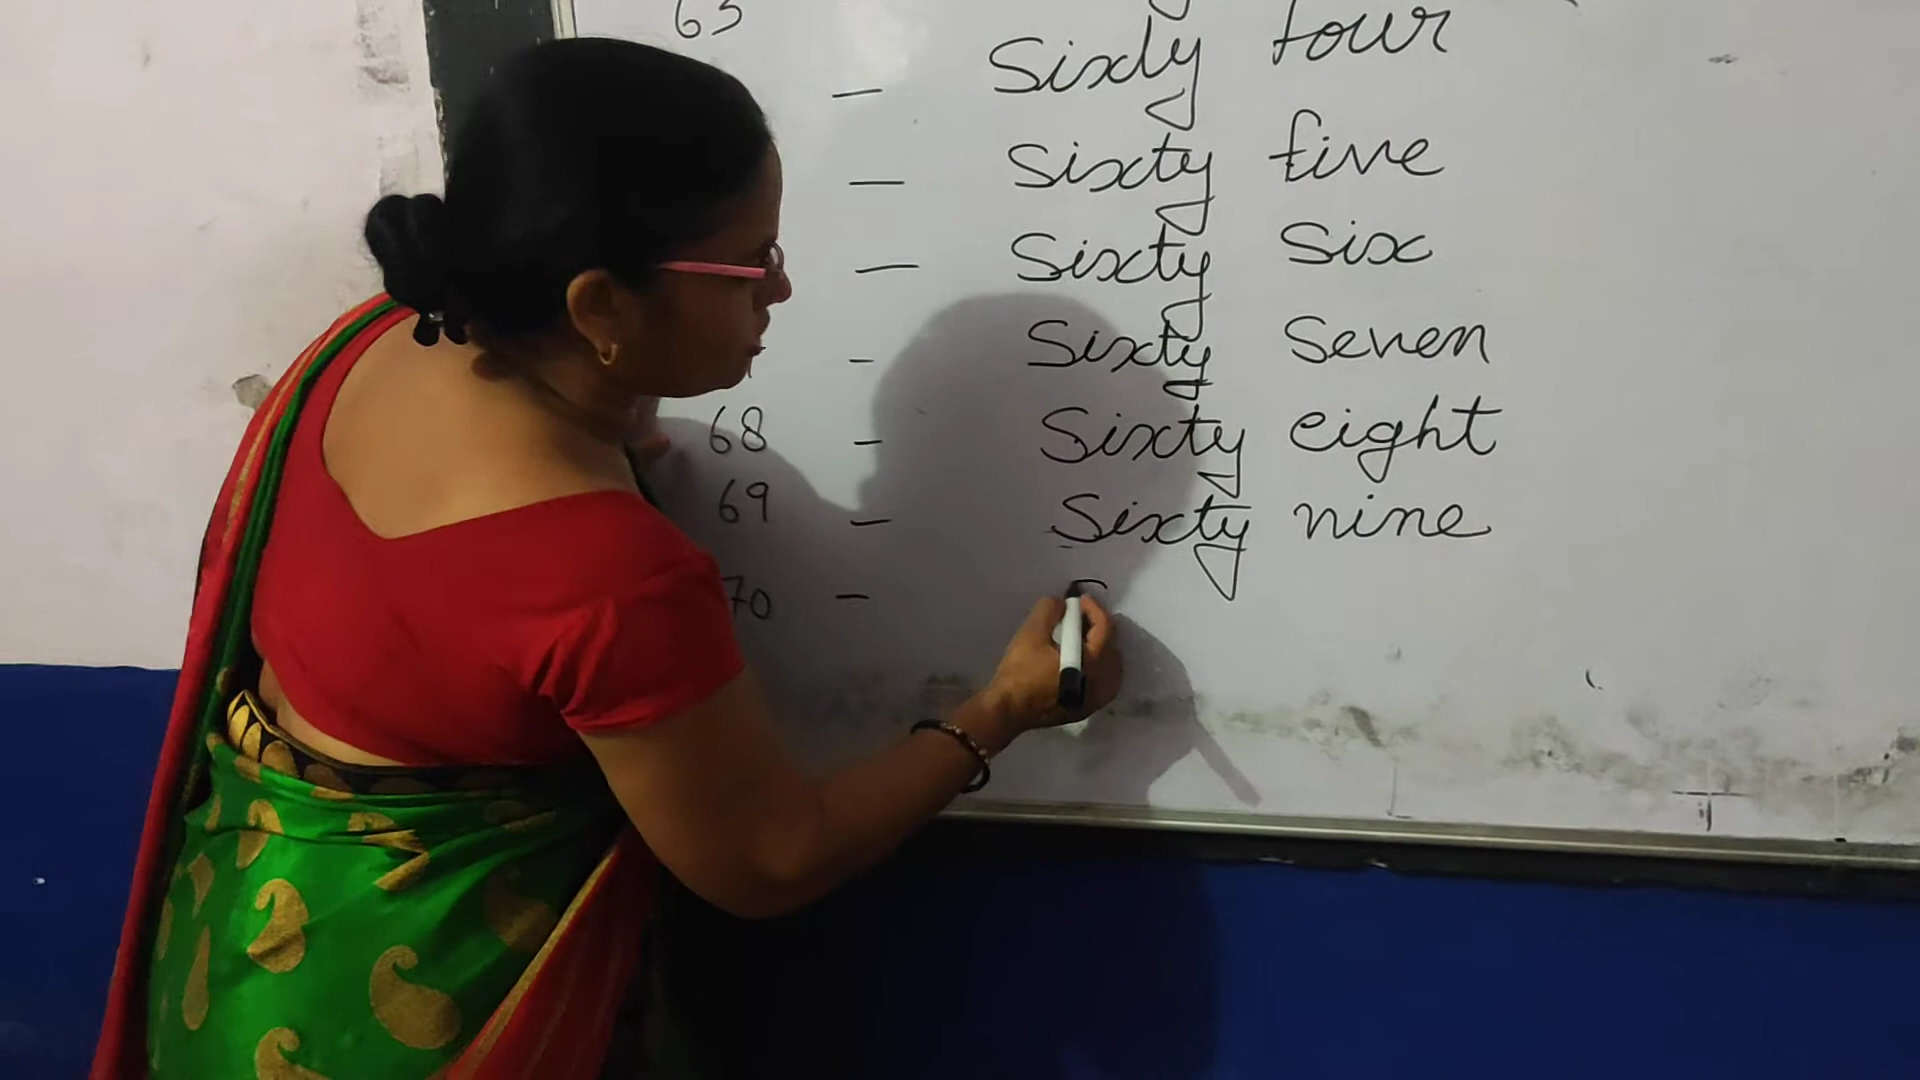 63
— Sixty four
— Sixty five
— Sixty Six
- Sixty Seven
68 - Sixty eight
69 - Sixty nine
70 - S